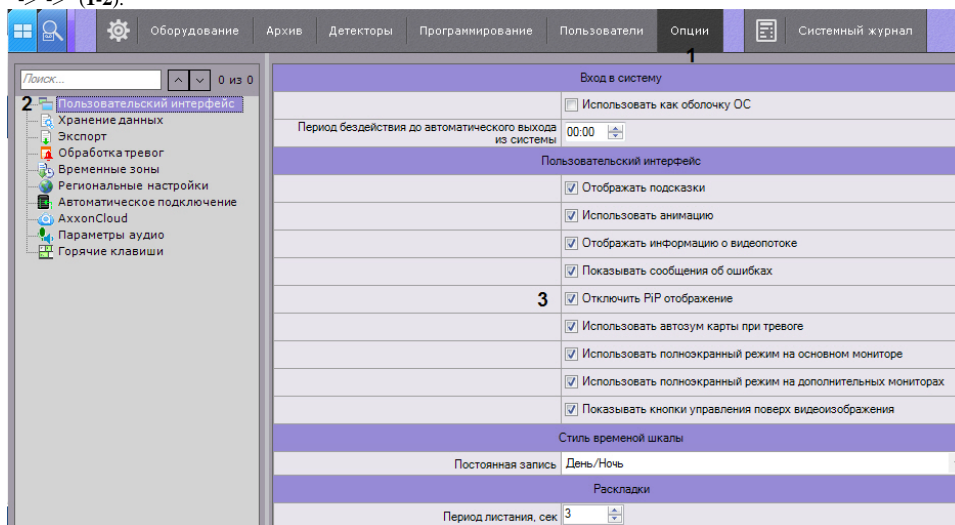 -> -> (1-2).
Оборудование Архив Детекторы Программирование Пользователи Опции Системный журнал
1
Поиск... 0 из 0
2 Пользовательский интерфейс
Хранение данных
Экспорт
Обработка тревог
Временные зоны
Региональные настройки
Автоматическое подключение
AxxonCloud
Параметры аудио
Горячие клавиши
Вход в систему
Использовать как оболочку ОС
Период бездействия до автоматического выхода
из системы 00:00
Пользовательский интерфейс
Отображать подсказки
Использовать анимацию
Отображать информацию о видеопотоке
Показывать сообщения об ошибках
3 Отключить PiP отображение
Использовать автозум карты при тревоге
Использовать полноэкранный режим на основном мониторе
Использовать полноэкранный режим на дополнительных мониторах
Показывать кнопки управления поверх видеоизображения
Стиль временой шкалы
Постоянная запись День/Ночь
Раскладки
Период листания, сек 3